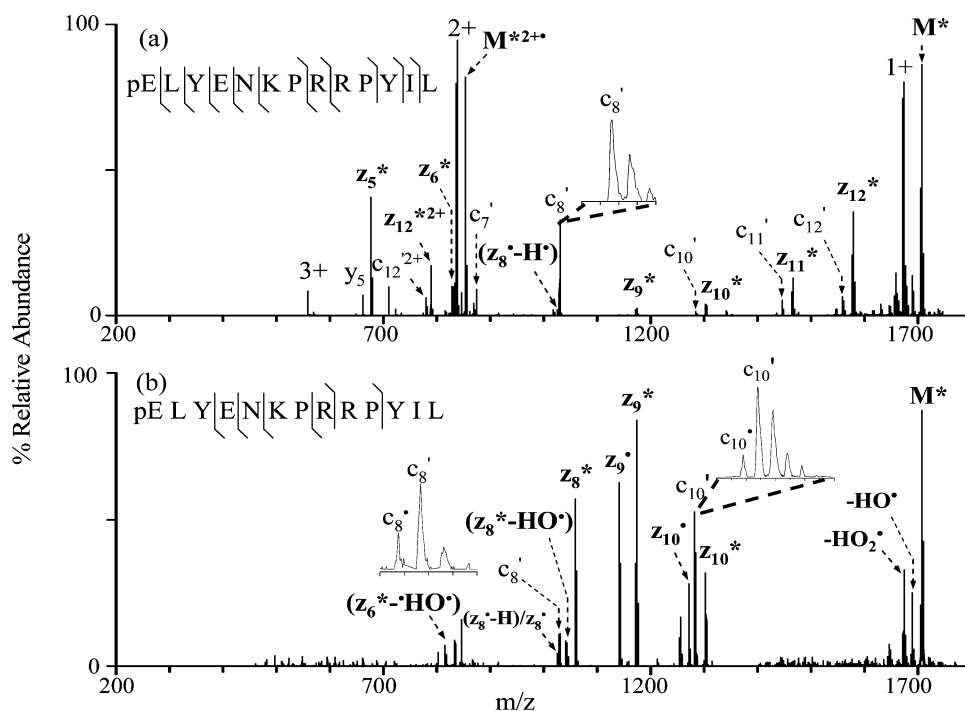 100
(a)
pE L Y E N K P R R P Y I L
2+
M*²⁺•
1+
M*
c₈'
z₅*
z₆*
z₁₂*²⁺
c₇'
c₈'
(z₈•-H•)
3+
y₅
c₁₂'²⁺
z₉*
c₁₀'
z₁₀*
c₁₁'
z₁₁*
c₁₂'
z₁₂*
0
200
700
1200
1700
% Relative Abundance
100
(b)
pE L Y E N K P R R P Y I L
c₈•
c₈'
(z₆*-•HO•)
c₈'
(z₈•-H)/z₈•
(z₈*-HO•)
z₈*
z₉•
z₉*
z₁₀•
c₁₀'
z₁₀*
c₁₀•
c₁₀'
-HO₂•
-HO•
M*
0
200
700
1200
1700
m/z